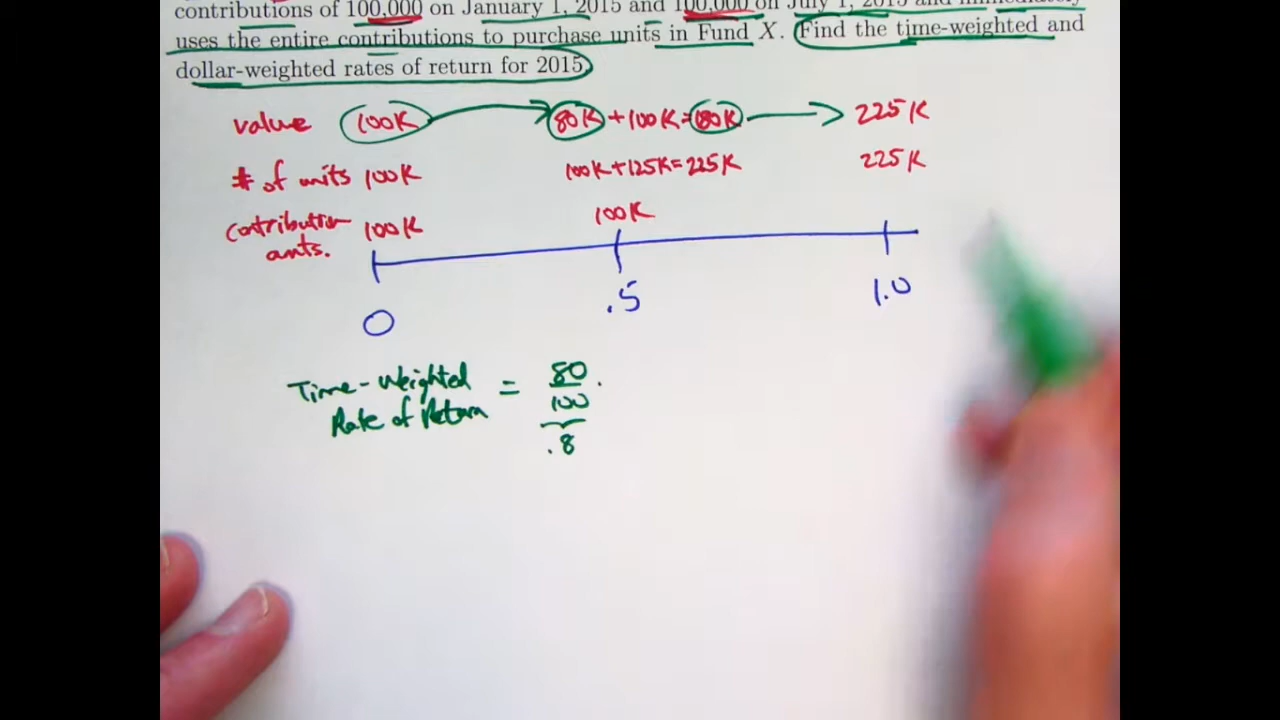 contributions of 100,000 on January 1, 2015 and 100,000 on July 1, 2015 and immediately
uses the entire contributions to purchase units in Fund X. Find the time-weighted and
dollar-weighted rates of return for 2015
value 100K 80K +100K=180K 225K
# of units 100K 100K+125K=225K 225K
contribution 100K 100K
amts.
0 .5 1.0
Time-Weighted
Rate of Return = 80/100 .
.8